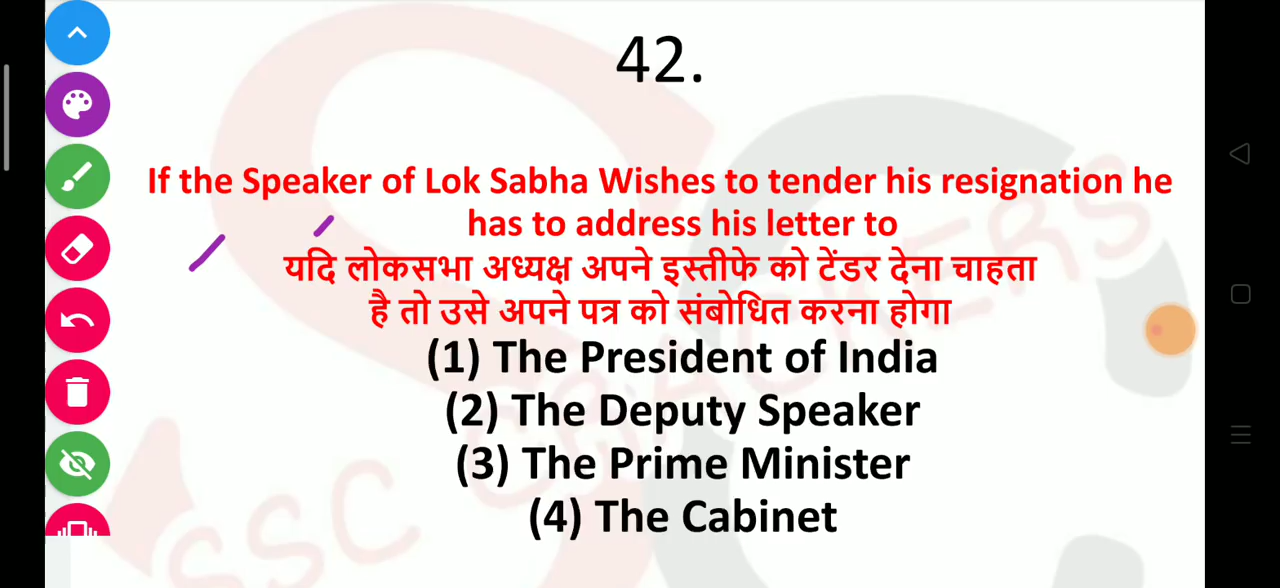 42.
If the Speaker of Lok Sabha Wishes to tender his resignation he
has to address his letter to
यदि लोकसभा अध्यक्ष अपने इस्तीफे को टेंडर देना चाहता
है तो उसे अपने पत्र को संबोधित करना होगा
(1) The President of India
(2) The Deputy Speaker
(3) The Prime Minister
(4) The Cabinet
SSC CRACKERS